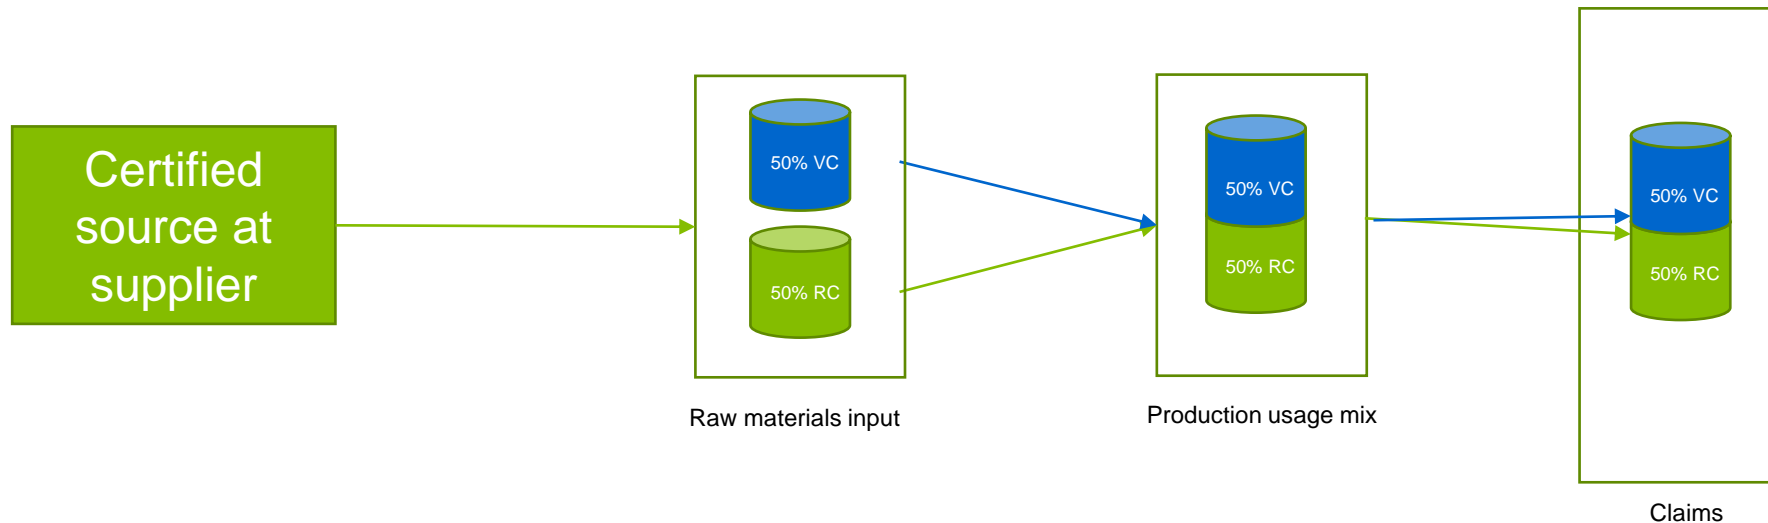 Certified
source at
supplier
50% VC
50% RC
Raw materials input
50% VC
50% RC
Production usage mix
50% VC
50% RC
Claims